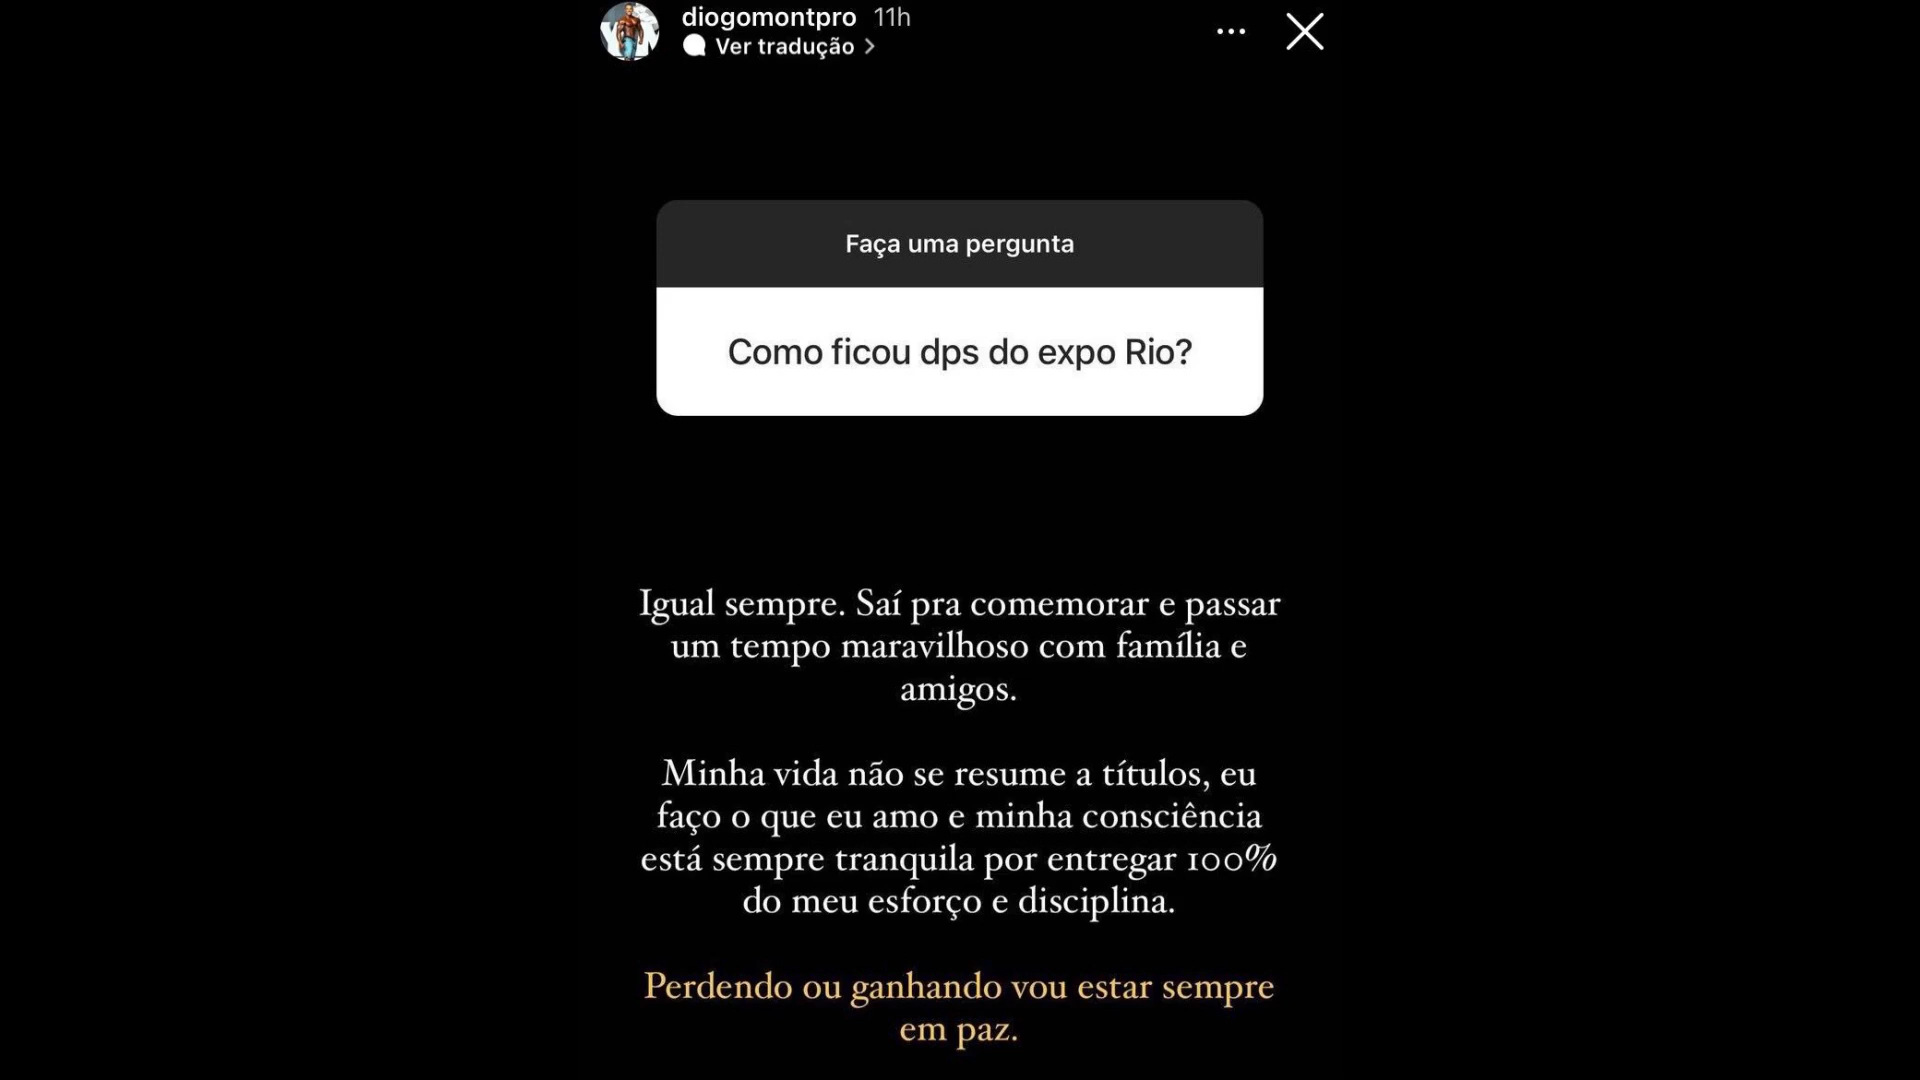 diogomontpro 11h
Ver tradução >
Faça uma pergunta
Como ficou dps do expo Rio?
Igual sempre. Saí pra comemorar e passar
um tempo maravilhoso com família e
amigos.
Minha vida não se resume a títulos, eu
faço o que eu amo e minha consciência
está sempre tranquila por entregar 100%
do meu esforço e disciplina.
Perdendo ou ganhando vou estar sempre
em paz.